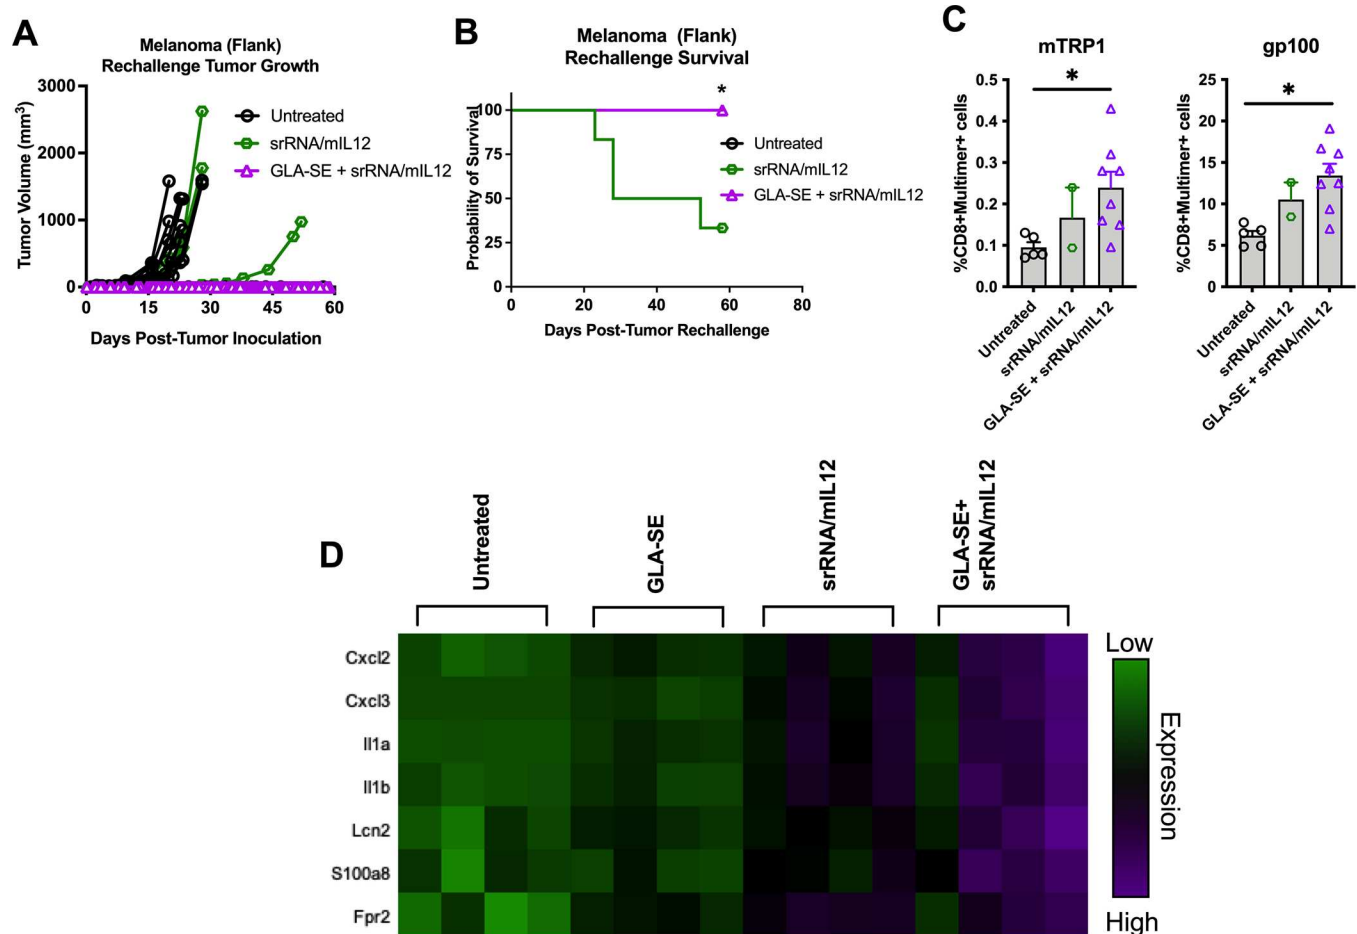 A
Melanoma (Flank)
Rechallenge Tumor Growth
Tumor Volume (mm³)
3000
2000
1000
0
0 15 30 45 60
Days Post-Tumor Inoculation
Untreated
srRNA/mIL12
GLA-SE + srRNA/mIL12
B
Melanoma (Flank)
Rechallenge Survival
Probability of Survival
100
75
50
25
0
0 20 40 60 80
Days Post-Tumor Rechallenge
*
Untreated
srRNA/mIL12
GLA-SE + srRNA/mIL12
C
mTRP1
%CD8+Multimer+ cells
0.5
0.4
0.3
0.2
0.1
0.0
*
Untreated
srRNA/mIL12
GLA-SE + srRNA/mIL12
gp100
%CD8+Multimer+ cells
25
20
15
10
5
0
*
Untreated
srRNA/mIL12
GLA-SE + srRNA/mIL12
D
Untreated
GLA-SE
srRNA/mIL12
GLA-SE+
srRNA/mIL12
Cxcl2
Cxcl3
Il1a
Il1b
Lcn2
S100a8
Fpr2
Low
Expression
High